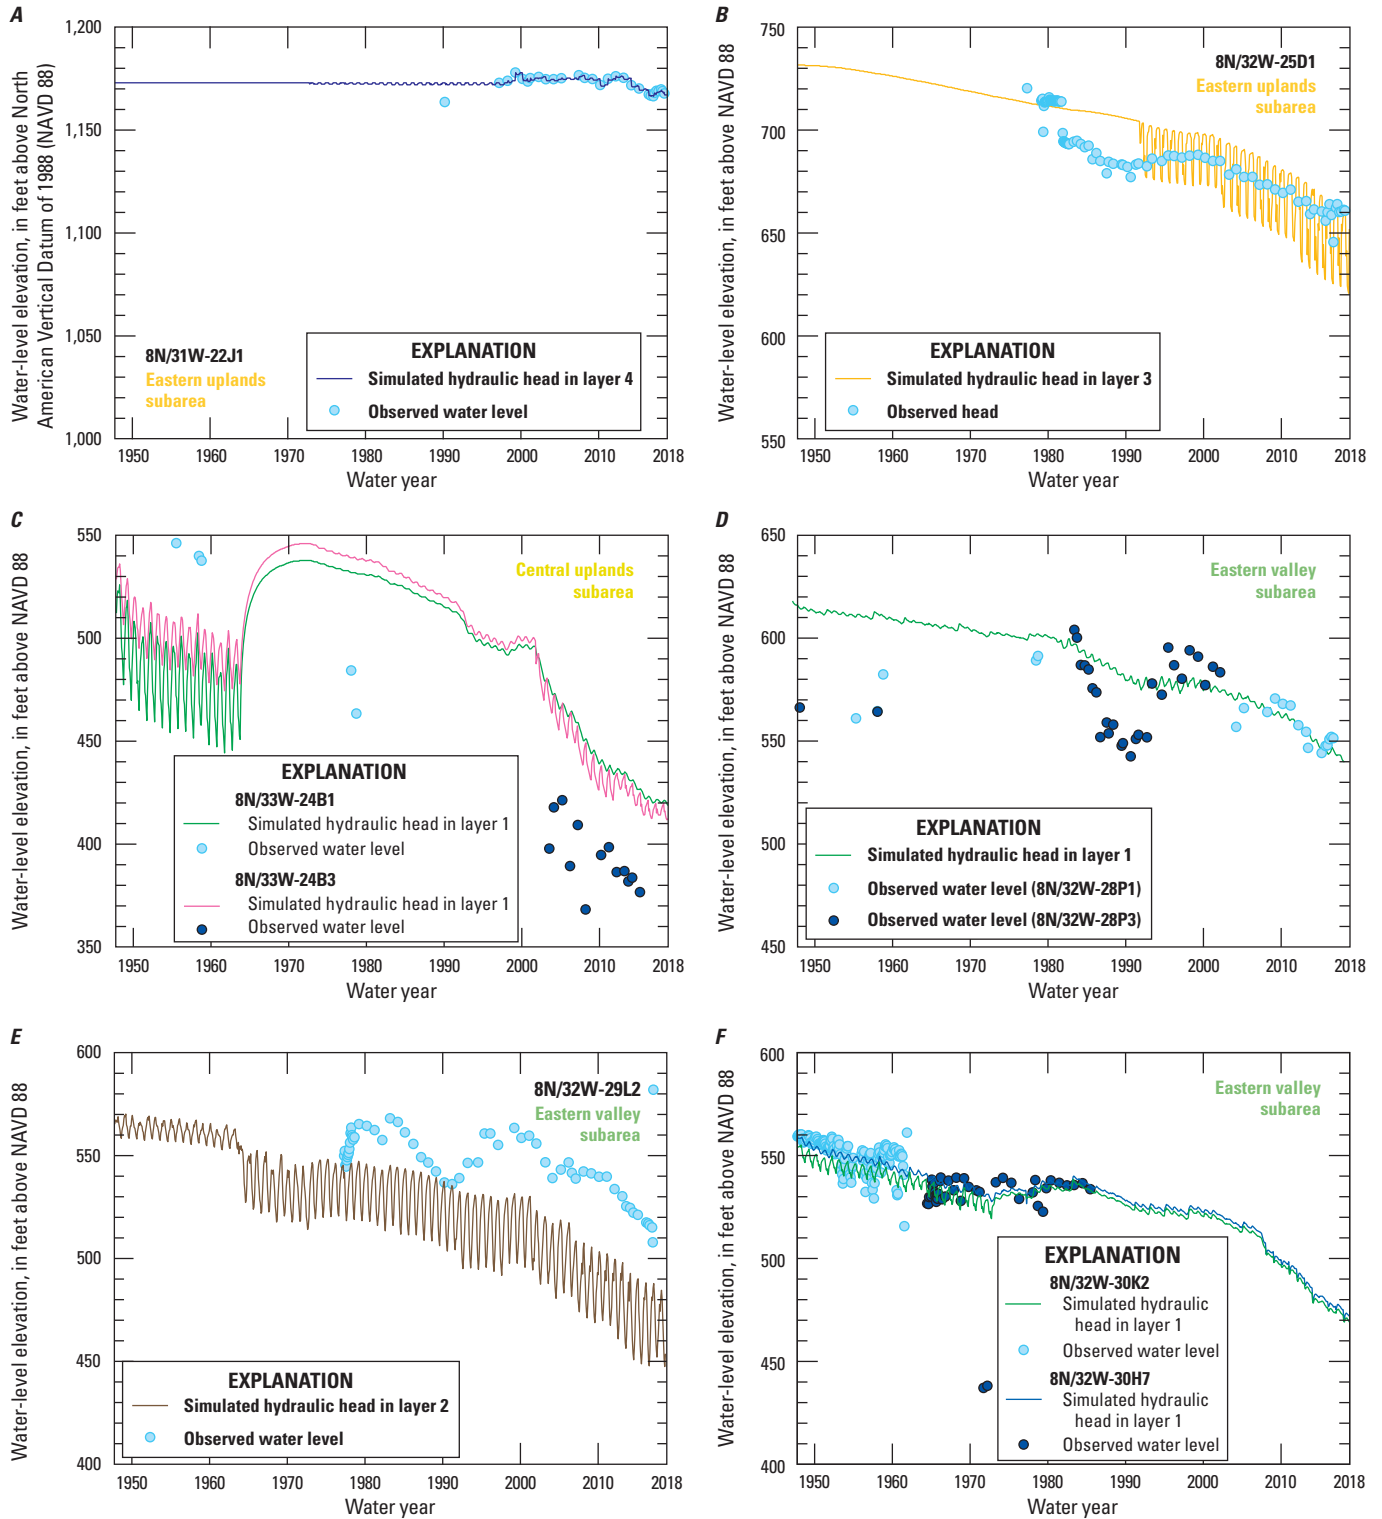 A
Water-level elevation, in feet above North
American Vertical Datum of 1988 (NAVD 88)
1,200
1,150
1,100
1,050
1,000
8N/31W-22J1
Eastern uplands
subarea
EXPLANATION
Simulated hydraulic head in layer 4
Observed water level
1950 1960 1970 1980 1990 2000 2010 2018
Water year
B
Water-level elevation, in feet above NAVD 88
750
700
650
600
550
8N/32W-25D1
Eastern uplands
subarea
EXPLANATION
Simulated hydraulic head in layer 3
Observed head
1950 1960 1970 1980 1990 2000 2010 2018
Water year
C
Water-level elevation, in feet above NAVD 88
550
500
450
400
350
Central uplands
subarea
EXPLANATION
8N/33W-24B1
Simulated hydraulic head in layer 1
Observed water level
8N/33W-24B3
Simulated hydraulic head in layer 1
Observed water level
1950 1960 1970 1980 1990 2000 2010 2018
Water year
D
Water-level elevation, in feet above NAVD 88
650
600
550
500
450
Eastern valley
subarea
EXPLANATION
Simulated hydraulic head in layer 1
Observed water level (8N/32W-28P1)
Observed water level (8N/32W-28P3)
1950 1960 1970 1980 1990 2000 2010 2018
Water year
E
Water-level elevation, in feet above NAVD 88
600
550
500
450
400
8N/32W-29L2
Eastern valley
subarea
EXPLANATION
Simulated hydraulic head in layer 2
Observed water level
1950 1960 1970 1980 1990 2000 2010 2018
Water year
F
Water-level elevation, in feet above NAVD 88
600
550
500
450
400
Eastern valley
subarea
EXPLANATION
8N/32W-30K2
Simulated hydraulic
head in layer 1
Observed water level
8N/32W-30H7
Simulated hydraulic
head in layer 1
Observed water level
1950 1960 1970 1980 1990 2000 2010 2018
Water year